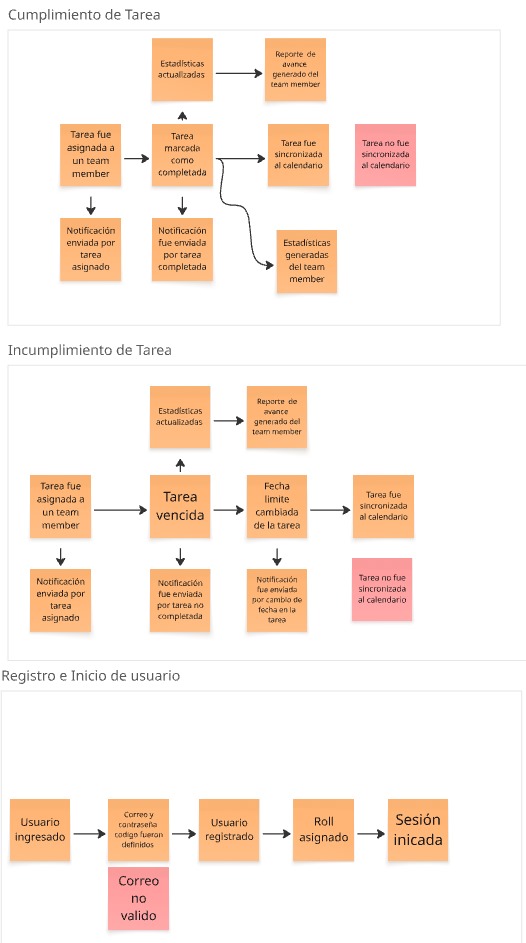 Cumplimiento de Tarea
Estadísticas
actualizadas
Reporte de
avance
generado del
team member
Tarea fue
asignada a
un team
member
Tarea
marcada
como
completada
Tarea fue
sincronizada
al calendario
Tarea no fue
sincronizada
al calendario
Notificación
enviada por
tarea
asignado
Notificación
fue enviada
por tarea
completada
Estadísticas
generadas
del team
member
Incumplimiento de Tarea
Estadísticas
actualizadas
Reporte de
avance
generado del
team member
Tarea fue
asignada a
un team
member
Tarea
vencida
Fecha
limite
cambiada
de la tarea
Tarea fue
sincronizada
al calendario
Notificación
enviada por
tarea
asignado
Notificación
fue enviada
por tarea no
completada
Notificación
fue enviada
por cambio de
fecha en la
tarea
Tarea no fue
sincronizada
al calendario
Registro e Inicio de usuario
Usuario
ingresado
Correo y
contraseña
codigo fueron
definidos
Usuario
registrado
Roll
asignado
Sesión
inicada
Correo
no
valido